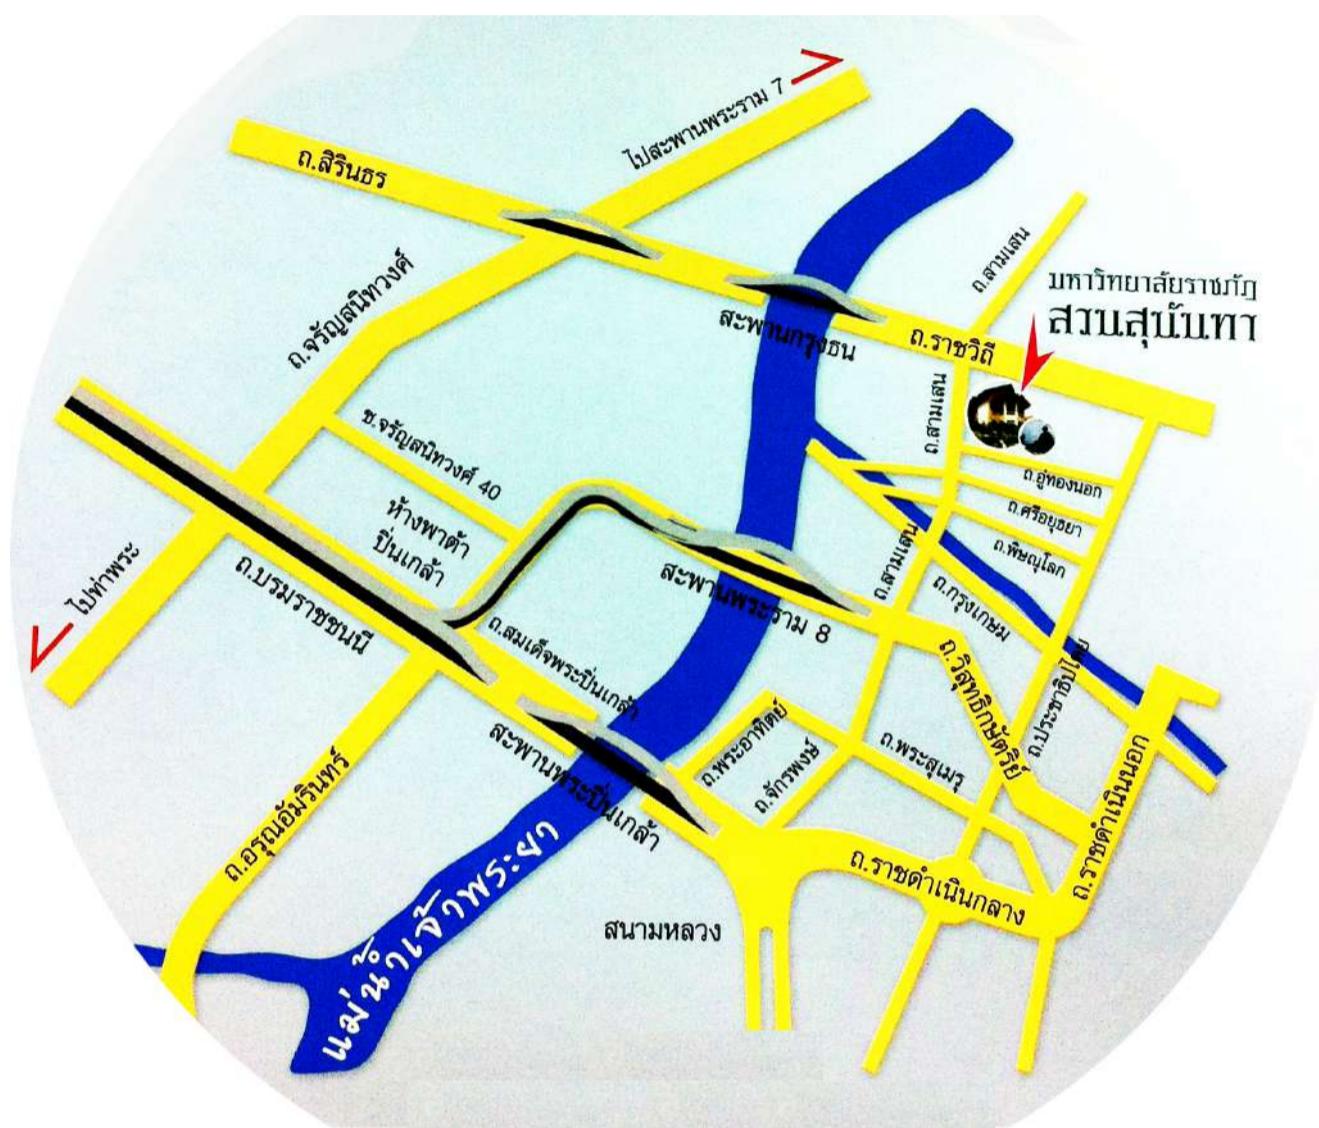 ไปสะพานพระราม 7
ถ.สิรินธร
ถ.สามเสน
มหาวิทยาลัยราชภัฏ
สวนสุนันทา
ถ.จรัญสนิทวงศ์
สะพานกรุงธน
ถ.ราชวิถี
ถ.สามเสน
ซ.จรัญสนิทวงศ์ 40
ถ.อู่ทองนอก
ห้างพาต้า
ปิ่นเกล้า
ถ.ศรีอยุธยา
ถ.พิษณุโลก
ไปท่าพระ
ถ.บรมราชชนนี
สะพานพระราม 8
ถ.สามเสน
ถ.กรุงเกษม
ถ.สมเด็จพระปิ่นเกล้า
ถ.วิสุทธิกษัตริย์
ถ.ประชาธิปไตย
สะพานพระปิ่นเกล้า
ถ.พระอาทิตย์
ถ.จักรพงษ์
ถ.พระสุเมรุ
ถ.ราชดำเนินนอก
ถ.อรุณอัมรินทร์
ถ.ราชดำเนินกลาง
สนามหลวง
แม่น้ำเจ้าพระยา